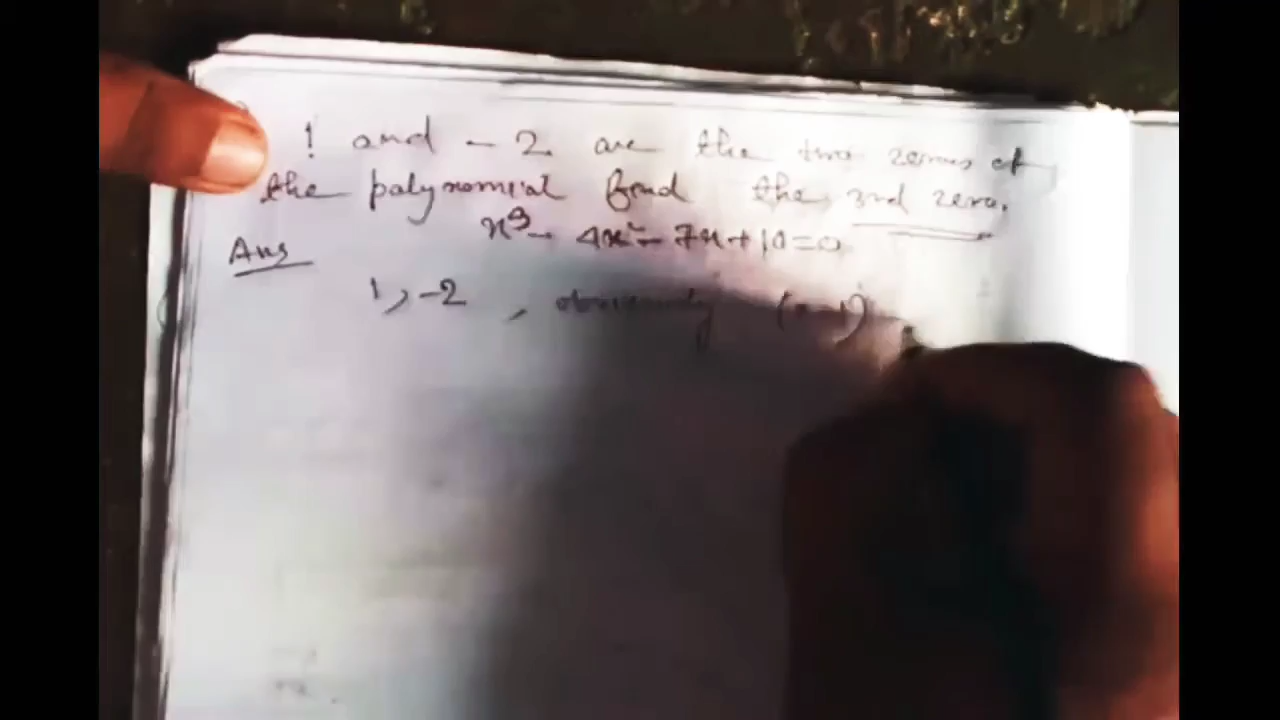 1 and - 2 are the two zeroes of
the polynomial find the 3rd zero.
x³ - 4x² - 7x + 10 = 0
Ans
1, -2 , obviously (x-1)